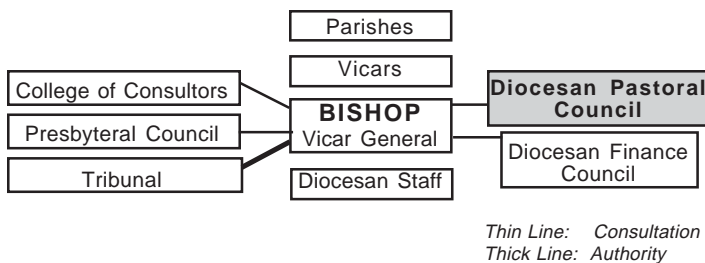 Parishes
Vicars
College of Consultors
Presbyteral Council
Tribunal
BISHOP
Vicar General
Diocesan Staff
Diocesan Pastoral
Council
Diocesan Finance
Council
Thin Line: Consultation
Thick Line: Authority